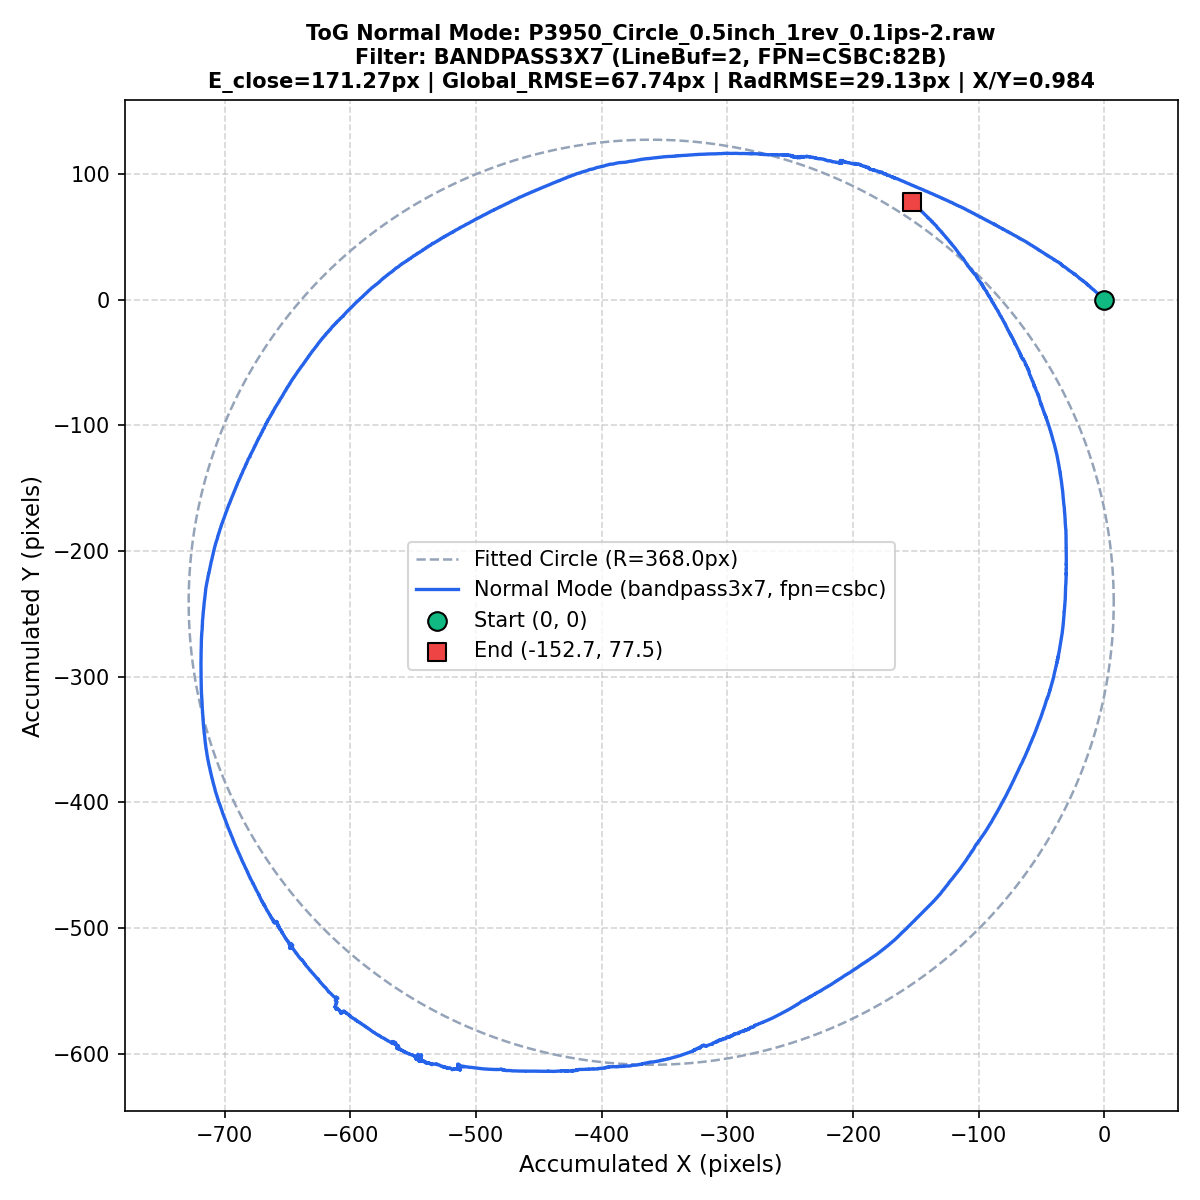 ToG Normal Mode: P3950_Circle_0.5inch_1rev_0.1ips-2.raw
Filter: BANDPASS3X7 (LineBuf=2, FPN=CSBC:82B)
E_close=171.27px | Global_RMSE=67.74px | RadRMSE=29.13px | X/Y=0.984
Accumulated Y (pixels)
100
0
−100
−200
−300
−400
−500
−600
Fitted Circle (R=368.0px)
Normal Mode (bandpass3x7, fpn=csbc)
Start (0, 0)
End (-152.7, 77.5)
−700 −600 −500 −400 −300 −200 −100 0
Accumulated X (pixels)